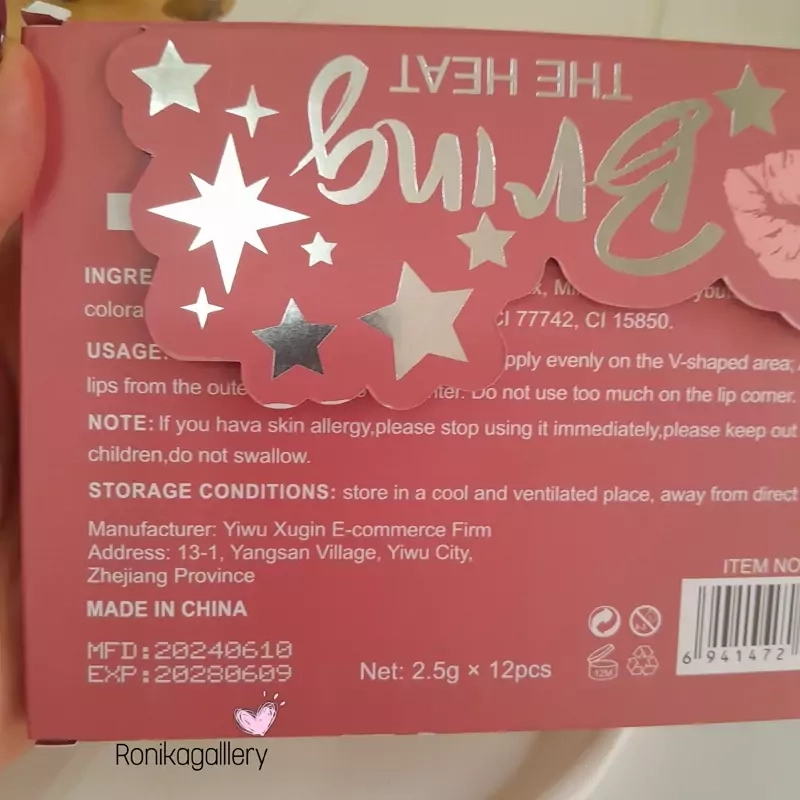 THE HEAT
Bring
INGRE
colora
CI 77742, CI 15850.
USAGE: pply evenly on the V-shaped area;
lips from the oute nter. Do not use too much on the lip corner.
NOTE: If you hava skin allergy,please stop using it immediately,please keep out
children,do not swallow.
STORAGE CONDITIONS: store in a cool and ventilated place, away from direct
Manufacturer: Yiwu Xugin E-commerce Firm
Address: 13-1, Yangsan Village, Yiwu City,
Zhejiang Province
MADE IN CHINA
MFD:20240610
EXP:20280609
Net: 2.5g × 12pcs
12M
ITEM NO
6 941472
Ronikagallery